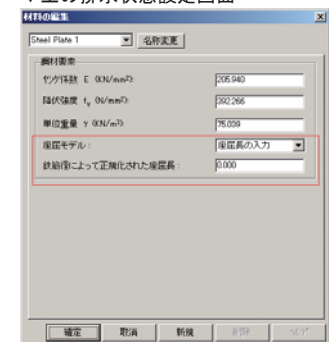 ▼土の排水状態設定画面
材料の編集
Steel Plate 1 名称変更
鋼材要素
ヤング係数 E (kN/mm²): 205.940
降伏強度 fy (N/mm²): 392.266
単位重量 γ (kN/m³): 75.039
座屈モデル: 座屈長の入力
鉄筋径によって正規化された座屈長: 0.000
確定 取消 新規 削除 ヘルプ